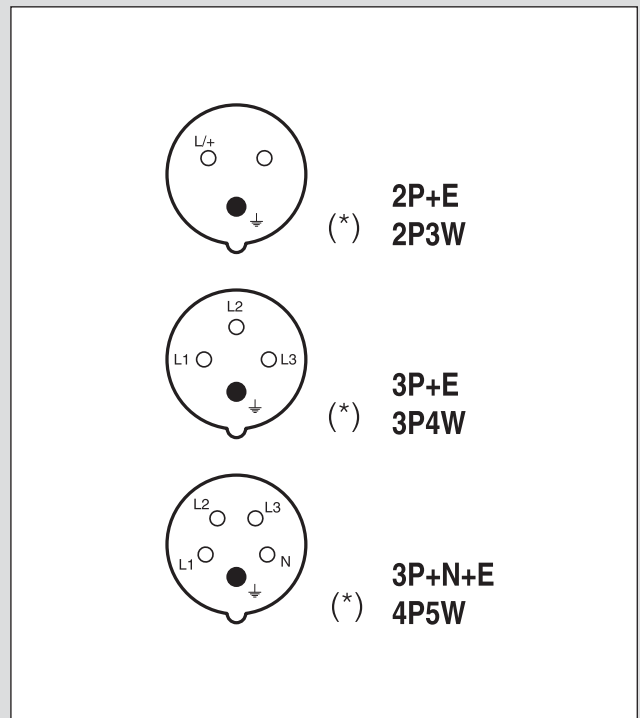 L/+
(*)
2P+E
2P3W
L2
L1
L3
(*)
3P+E
3P4W
L2
L3
L1
N
(*)
3P+N+E
4P5W